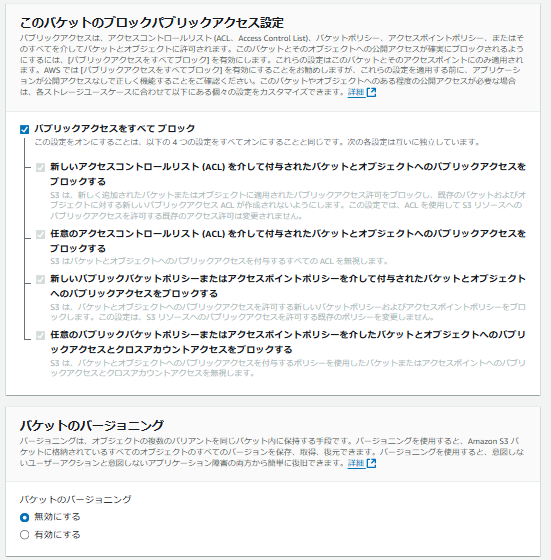 このバケットのブロックパブリックアクセス設定
パブリックアクセスは、アクセスコントロールリスト (ACL、Access Control List)、バケットポリシー、アクセスポイントポリシー、またはそ
のすべてを介してバケットとオブジェクトに許可されます。このバケットとそのオブジェクトへの公開アクセスが確実にブロックされるよう
にするには、[パブリックアクセスをすべてブロック] を有効にします。これらの設定はこのバケットとそのアクセスポイントにのみ適用されま
す。AWS では [パブリックアクセスをすべてブロック] を有効にすることをお勧めしますが、これらの設定を適用する前に、アプリケーシ
ョンが公開アクセスなしで正しく機能することをご確認ください。このバケットやオブジェクトへのある程度の公開アクセスが必要な場合
は、各ストレージユースケースに合わせて以下にある個々の設定をカスタマイズできます。詳細
パブリックアクセスをすべて ブロック
この設定をオンにすることは、以下の 4 つの設定をすべてオンにすることと同じです。次の各設定は互いに独立しています。
新しいアクセスコントロールリスト (ACL) を介して付与されたバケットとオブジェクトへのパブリックアクセスを
ブロックする
S3 は、新しく追加されたバケットまたはオブジェクトに適用されたパブリックアクセス許可をブロックし、既存のバケットおよびオ
ブジェクトに対する新しいパブリックアクセス ACL が作成されないようにします。この設定では、ACL を使用して S3 リソースへの
パブリックアクセスを許可する既存のアクセス許可は変更されません。
任意のアクセスコントロールリスト (ACL) を介して付与されたバケットとオブジェクトへのパブリックアクセスを
ブロックする
S3 はバケットとオブジェクトへのパブリックアクセスを付与するすべての ACL を無視します。
新しいパブリックバケットポリシーまたはアクセスポイントポリシーを介して付与されたバケットとオブジェクト
へのパブリックアクセスをブロックする
S3 は、バケットとオブジェクトへのパブリックアクセスを許可する新しいバケットポリシーおよびアクセスポイントポリシーをブロ
ックします。この設定は、S3 リソースへのパブリックアクセスを許可する既存のポリシーを変更しません。
任意のパブリックバケットポリシーまたはアクセスポイントポリシーを介したバケットとオブジェクトへのパブリ
ックアクセスとクロスアカウントアクセスをブロックする
S3 は、バケットとオブジェクトへのパブリックアクセスを付与するポリシーを使用したバケットまたはアクセスポイントへのパブリ
ックアクセスとクロスアカウントアクセスを無視します。
バケットのバージョニング
バージョニングは、オブジェクトの複数のバリアントを同じバケット内に保持する手段です。バージョニングを使用すると、Amazon S3 バ
ケットに格納されているすべてのオブジェクトのすべてのバージョンを保存、取得、復元できます。バージョニングを使用すると、意図しな
いユーザーアクションと意図しないアプリケーション障害の両方から簡単に復旧できます。詳細
バケットのバージョニング
無効にする
有効にする